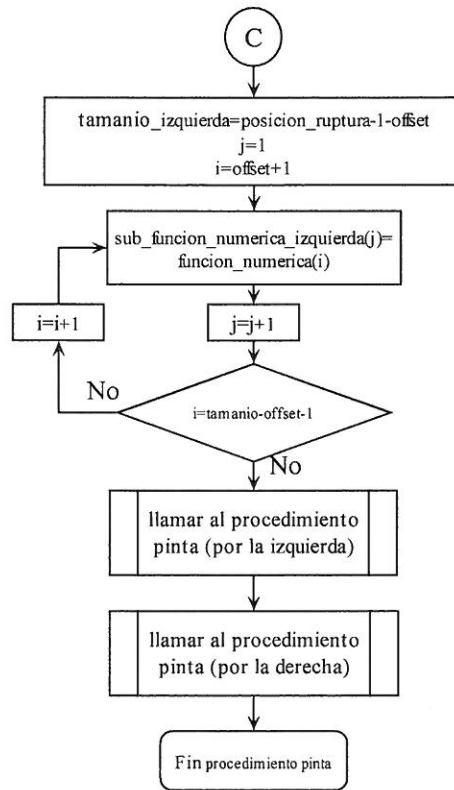 C
tamanio_izquierda=posicion_ruptura-1-offset
j=1
i=offset+1
sub_funcion_numerica_izquierda(j)=
funcion_numerica(i)
i=i+1
j=j+1
No
i=tamanio-offset-1
No
llamar al procedimiento
pinta (por la izquierda)
llamar al procedimiento
pinta (por la derecha)
Fin procedimiento pinta